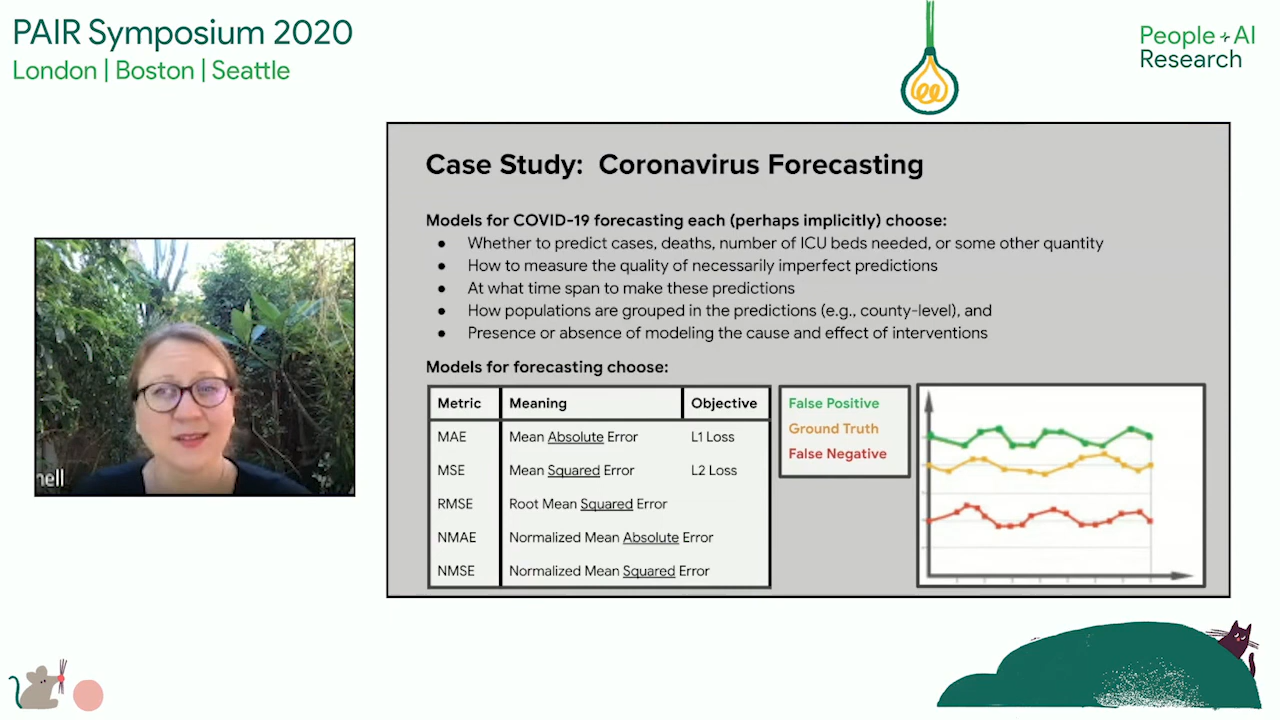 PAIR Symposium 2020
London | Boston | Seattle
People + AI
Research
Case Study: Coronavirus Forecasting
Models for COVID-19 forecasting each (perhaps implicitly) choose:
● Whether to predict cases, deaths, number of ICU beds needed, or some other quantity
● How to measure the quality of necessarily imperfect predictions
● At what time span to make these predictions
● How populations are grouped in the predictions (e.g., county-level), and
● Presence or absence of modeling the cause and effect of interventions
Models for forecasting choose:
Metric Meaning Objective
MAE Mean Absolute Error L1 Loss
MSE Mean Squared Error L2 Loss
RMSE Root Mean Squared Error
NMAE Normalized Mean Absolute Error
NMSE Normalized Mean Squared Error
False Positive
Ground Truth
False Negative